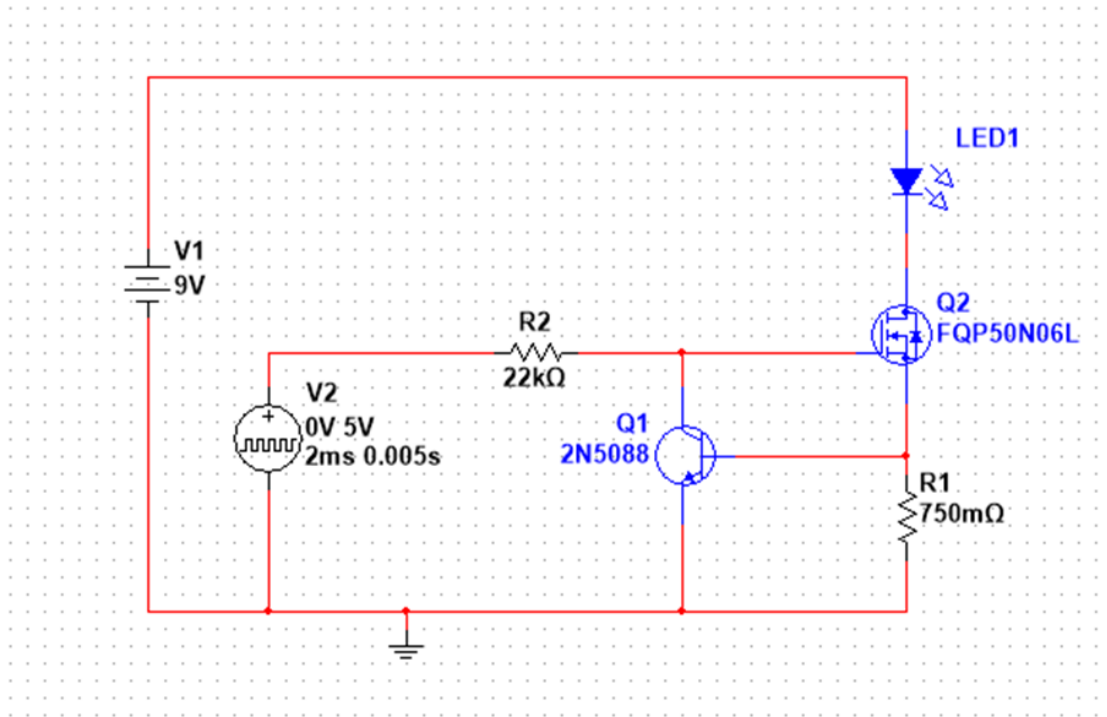 LED1
V1
9V
Q2
FQP50N06L
R2
22kΩ
V2
0V 5V
2ms 0.005s
Q1
2N5088
R1
750mΩ